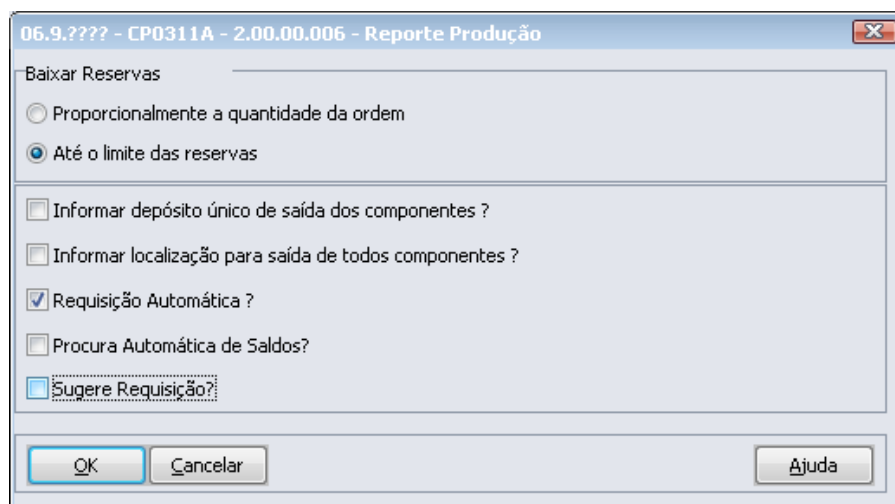 06.9.???? - CP0311A - 2.00.00.006 - Reporte Produção
Baixar Reservas
Proporcionalmente a quantidade da ordem
Até o limite das reservas
Informar depósito único de saída dos componentes ?
Informar localização para saída de todos componentes ?
Requisição Automática ?
Procura Automática de Saldos?
Sugere Requisição?
OK Cancelar Ajuda